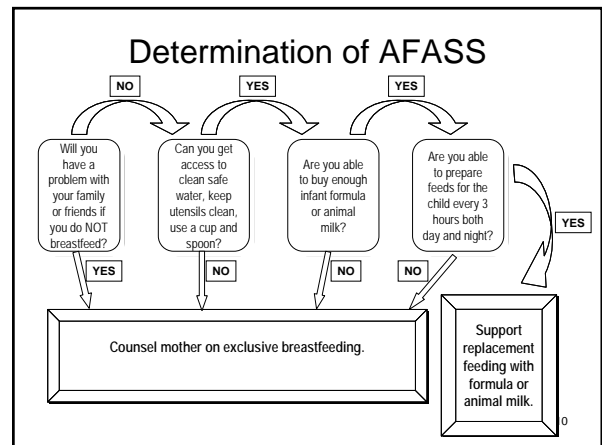 Determination of AFASS
NO
YES
YES
Will you
have a
problem with
your family
or friends if
you do NOT
breastfeed?
Can you get
access to
clean safe
water, keep
utensils clean,
use a cup and
spoon?
Are you able
to buy enough
infant formula
or animal
milk?
Are you able
to prepare
feeds for the
child every 3
hours both
day and night?
YES
YES
NO
NO
NO
Counsel mother on exclusive breastfeeding.
Support
replacement
feeding with
formula or
animal milk.
0